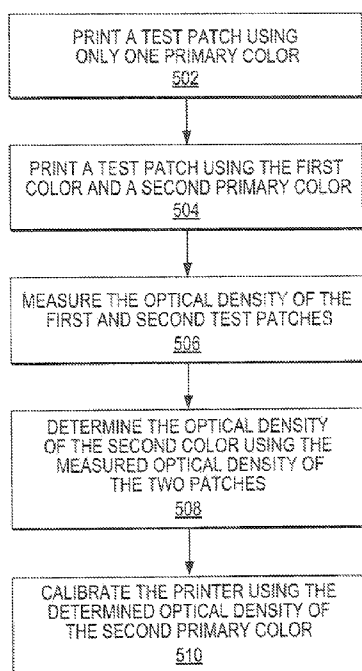 PRINT A TEST PATCH USING
ONLY ONE PRIMARY COLOR
502
PRINT A TEST PATCH USING THE FIRST
COLOR AND A SECOND PRIMARY COLOR
504
MEASURE THE OPTICAL DENSITY OF THE
FIRST AND SECOND TEST PATCHES
506
DETERMINE THE OPTICAL DENSITY
OF THE SECOND COLOR USING THE
MEASURED OPTICAL DENSITY OF
THE TWO PATCHES
508
CALIBRATE THE PRINTER USING THE
DETERMINED OPTICAL DENSITY OF
THE SECOND PRIMARY COLOR
510